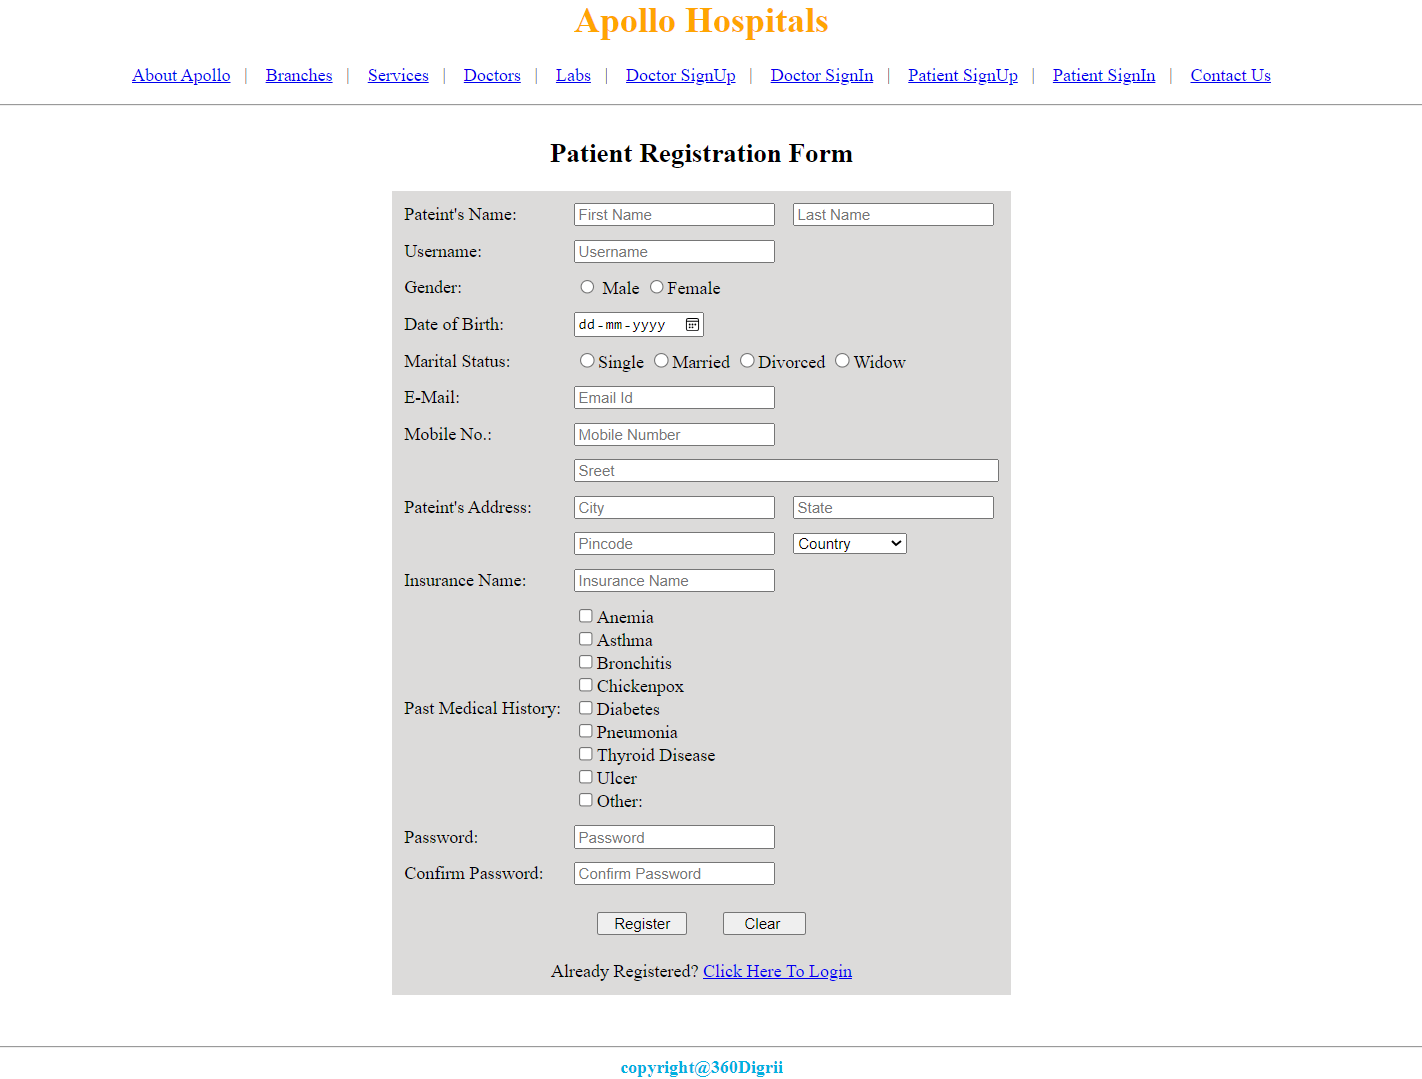 Apollo Hospitals
About Apollo | Branches | Services | Doctors | Labs | Doctor SignUp | Doctor SignIn | Patient SignUp | Patient SignIn | Contact Us
Patient Registration Form
Pateint's Name: First Name Last Name
Username: Username
Gender: Male Female
Date of Birth: dd-mm-yyyy
Marital Status: Single Married Divorced Widow
E-Mail: Email Id
Mobile No.: Mobile Number
Sreet
Pateint's Address: City State
Pincode Country
Insurance Name: Insurance Name
Anemia
Asthma
Bronchitis
Chickenpox
Past Medical History: Diabetes
Pneumonia
Thyroid Disease
Ulcer
Other:
Password: Password
Confirm Password: Confirm Password
Register Clear
Already Registered? Click Here To Login
copyright@360Digrii